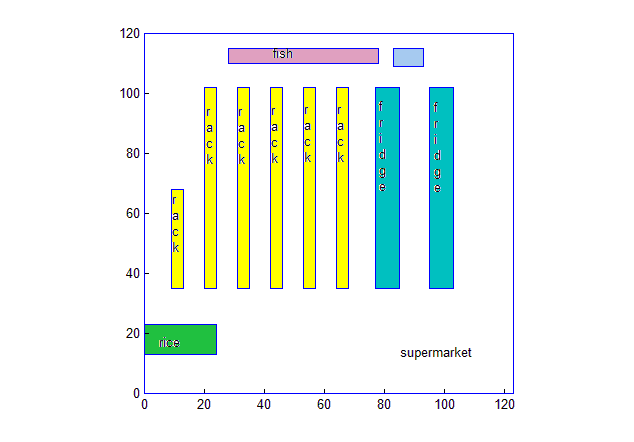 120
100
80
60
40
20
0
0 20 40 60 80 100 120
fish
rack
rack
rack
rack
rack
rack
fridge
fridge
rice
supermarket